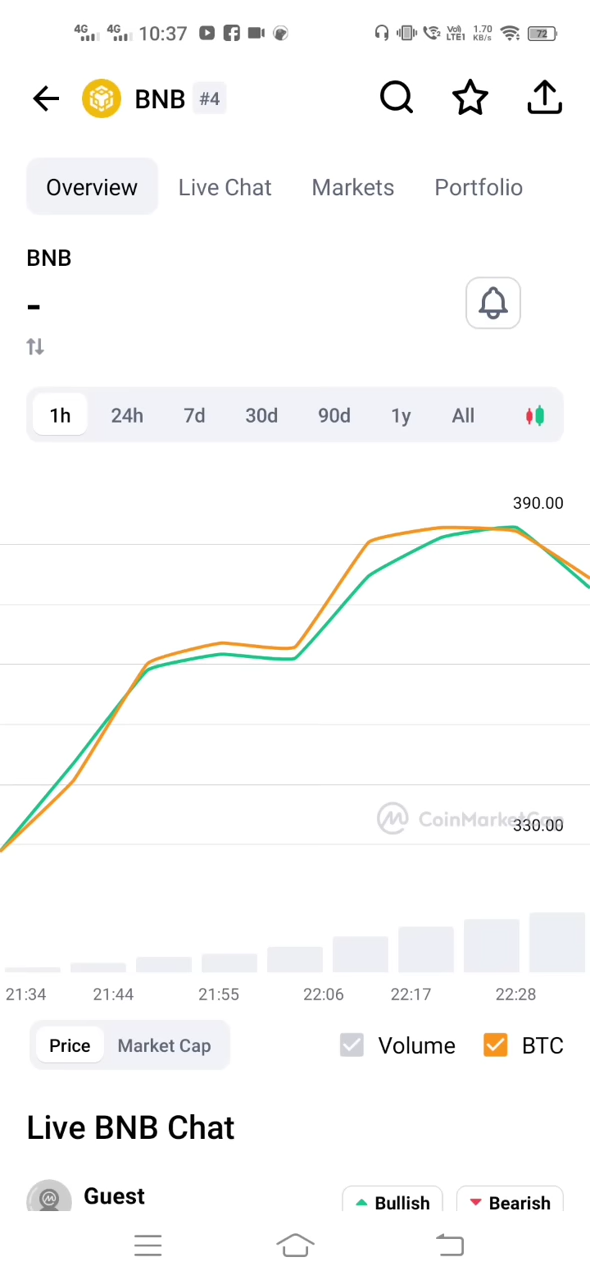 4G 4G 10:37 Vo) LTE1 1.70 KB/s 72
BNB #4
Overview Live Chat Markets Portfolio
BNB
-
1h 24h 7d 30d 90d 1y All
390.00
CoinMarketCap
330.00
21:34 21:44 21:55 22:06 22:17 22:28
Price Market Cap Volume BTC
Live BNB Chat
Guest Bullish Bearish